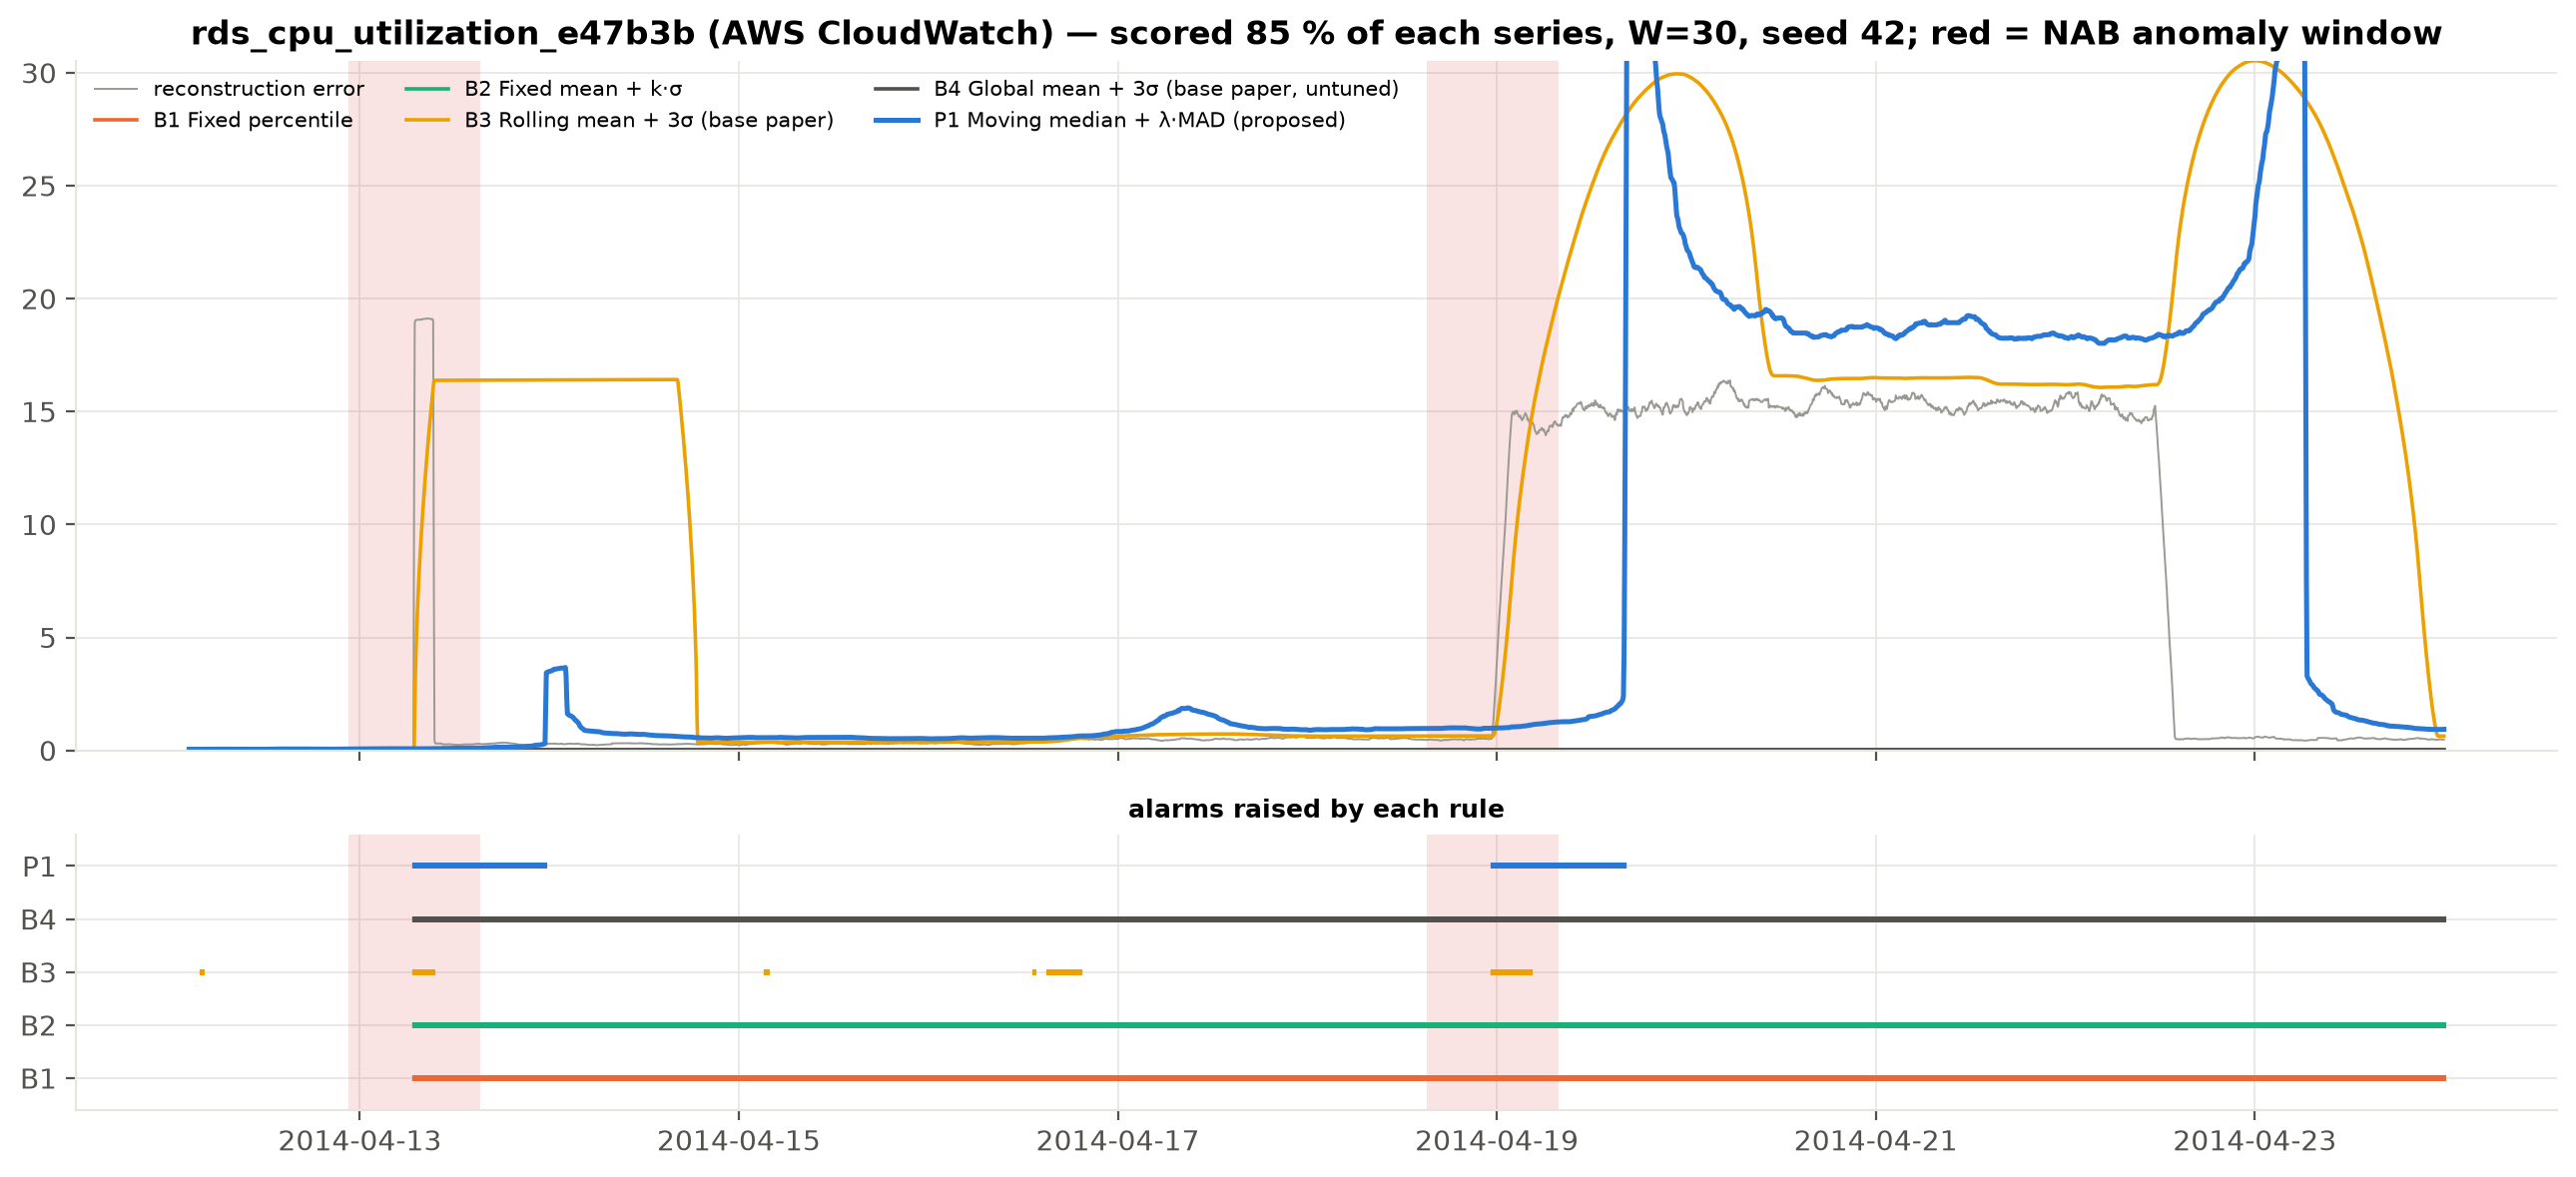 rds_cpu_utilization_e47b3b (AWS CloudWatch) — scored 85 % of each series, W=30, seed 42; red = NAB anomaly window
reconstruction error
B1 Fixed percentile
B2 Fixed mean + k·σ
B3 Rolling mean + 3σ (base paper)
B4 Global mean + 3σ (base paper, untuned)
P1 Moving median + λ·MAD (proposed)
30
25
20
15
10
5
0
alarms raised by each rule
P1
B4
B3
B2
B1
2014-04-13
2014-04-15
2014-04-17
2014-04-19
2014-04-21
2014-04-23